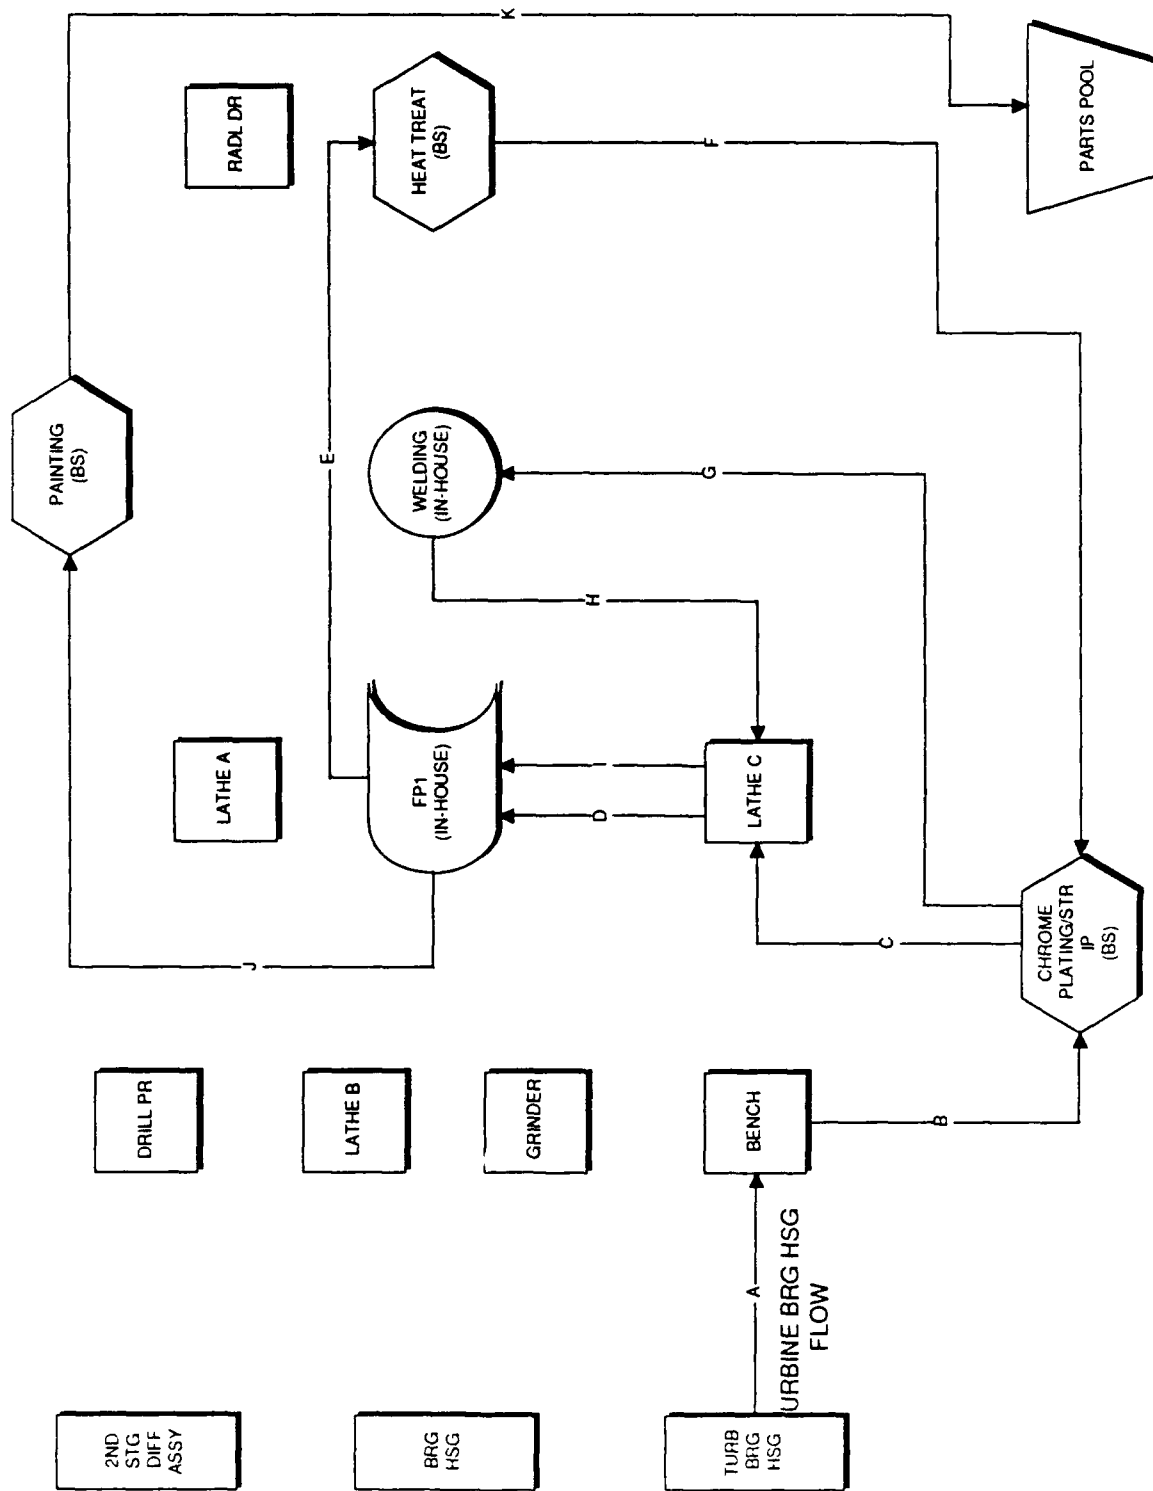 2ND
STG
DIFF
ASSY
DRILL PR
LATHE A
PAINTING
(BS)
RADL DR
K
J
E
BRG
HSG
LATHE B
GRINDER
FP1
(IN-HOUSE)
WELDING
(IN-HOUSE)
HEAT TREAT
(BS)
D
I
H
G
F
TURB
BRG
HSG
A
URBINE BRG HSG
FLOW
BENCH
LATHE C
C
B
CHROME
PLATING/STR
IP
(BS)
PARTS POOL